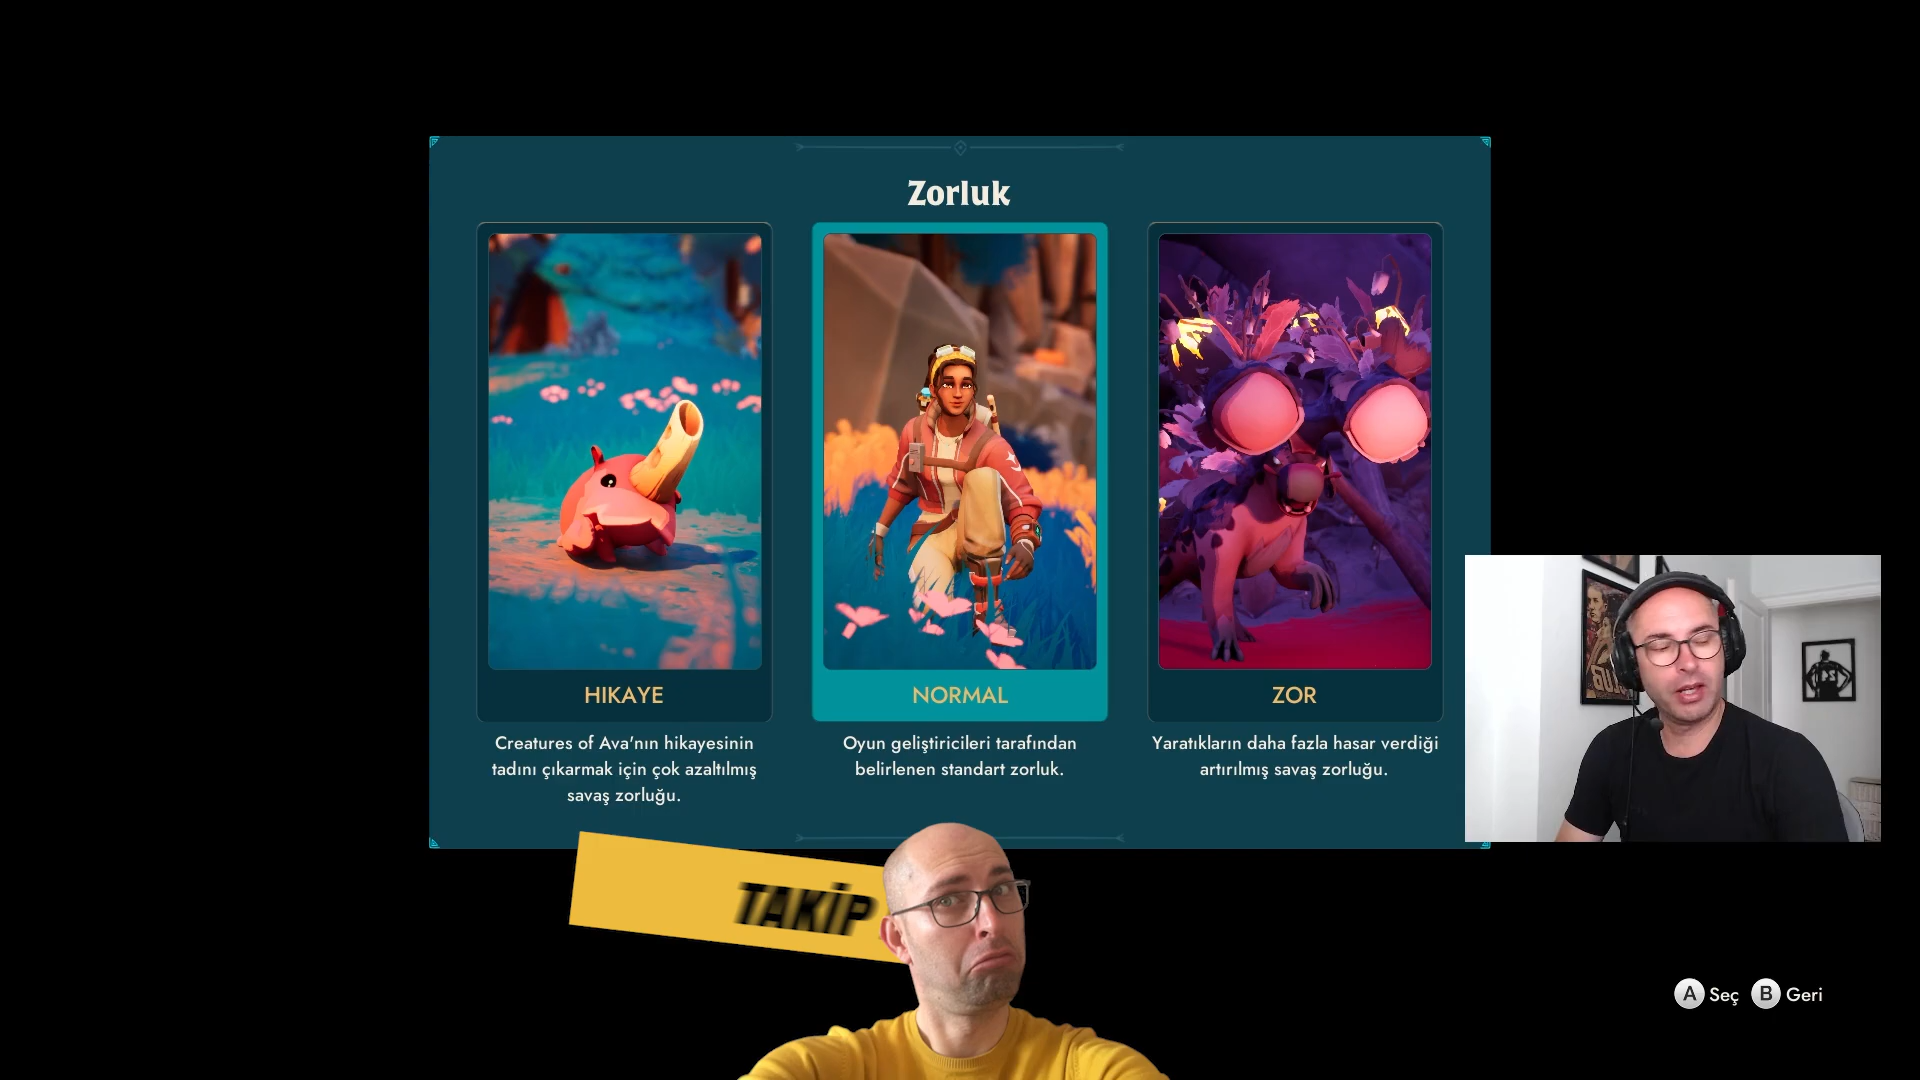 Zorluk
HIKAYE
Creatures of Ava'nın hikayesinin
tadını çıkarmak için çok azaltılmış
savaş zorluğu.
NORMAL
Oyun geliştiricileri tarafından
belirlenen standart zorluk.
ZOR
Yaratıkların daha fazla hasar verdiği
artırılmış savaş zorluğu.
TAKİP
A Seç B Geri